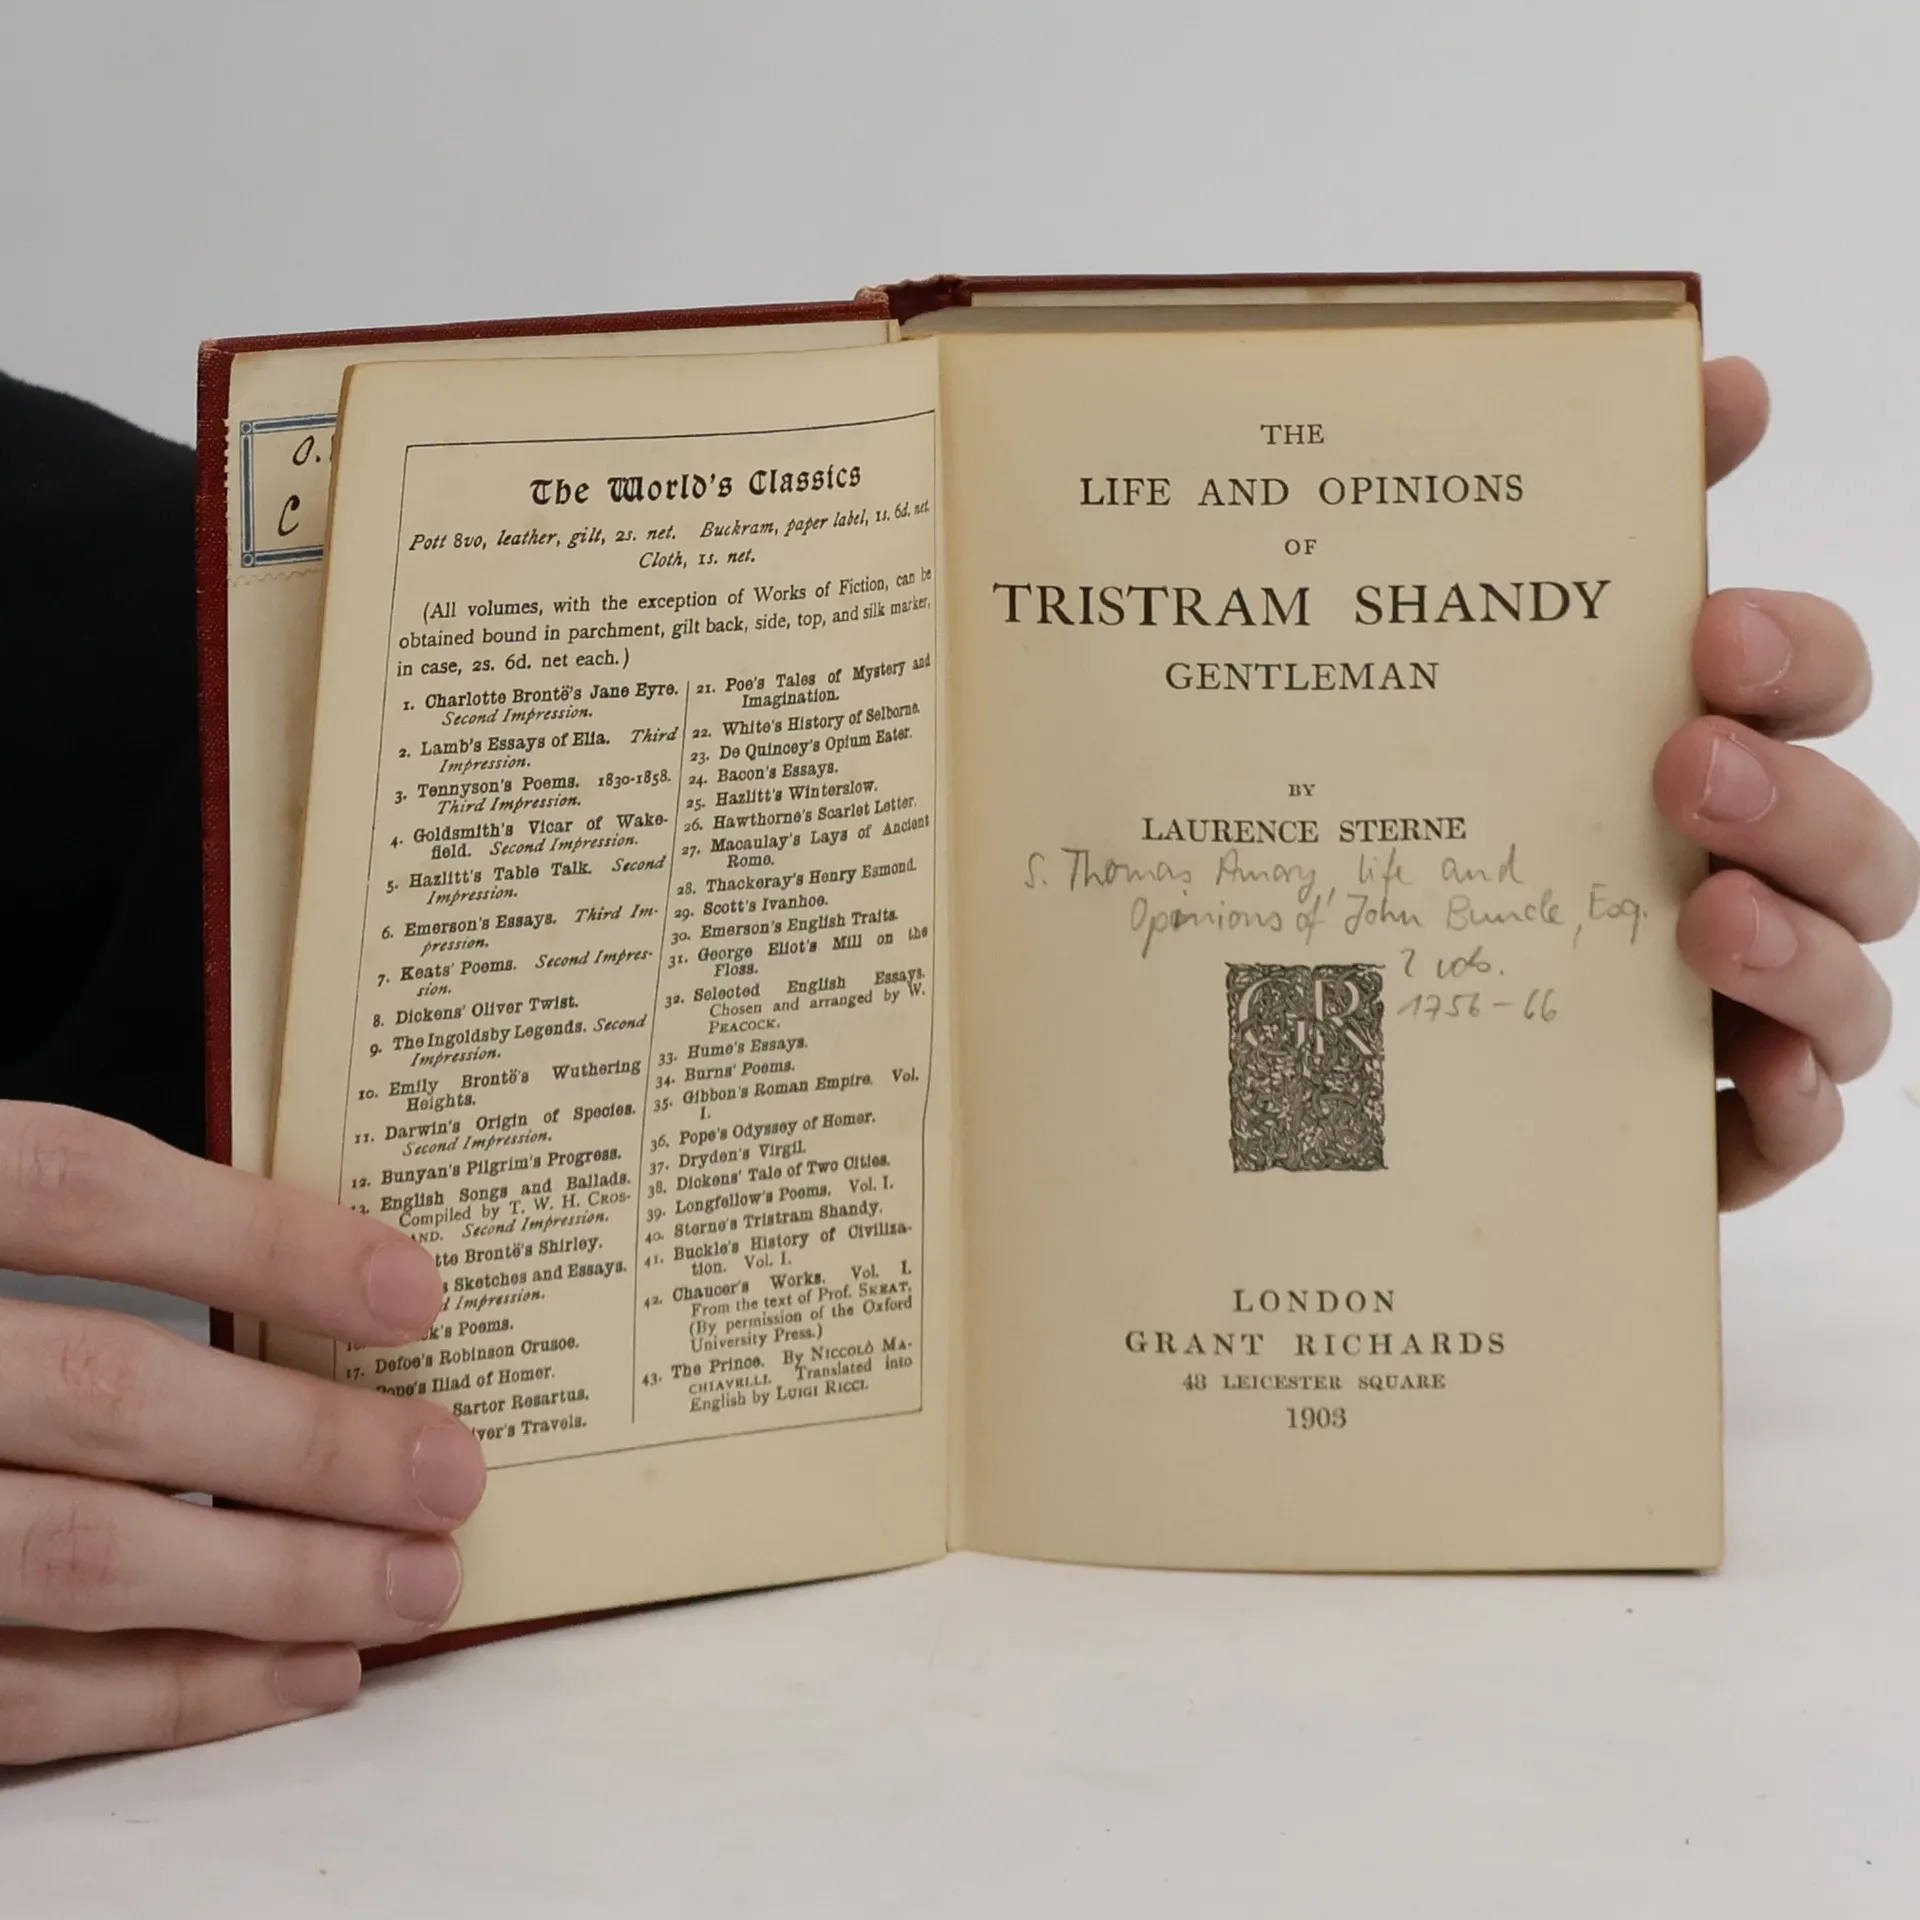 O.
C
The World's Classics
Pott 8vo, leather, gilt, 2s. net. Buckram, paper label, 1s. 6d. net.
Cloth, 1s. net.
(All volumes, with the exception of Works of Fiction, can be
obtained bound in parchment, gilt back, side, top, and silk marker,
in case, 2s. 6d. net each.)
1. Charlotte Brontë's Jane Eyre.
Second Impression.
2. Lamb's Essays of Elia. Third
Impression.
3. Tennyson's Poems. 1830-1858.
Third Impression.
4. Goldsmith's Vicar of Wake-
field. Second Impression.
5. Hazlitt's Table Talk. Second
Impression.
6. Emerson's Essays. Third Im-
pression.
7. Keats' Poems. Second Impres-
sion.
8. Dickens' Oliver Twist.
9. The Ingoldsby Legends. Second
Impression.
10. Emily Brontë's Wuthering
Heights.
11. Darwin's Origin of Species.
Second Impression.
12. Bunyan's Pilgrim's Progress.
English Songs and Ballads.
Compiled by T. W. H. CROS-
AND. Second Impression.
tte Brontë's Shirley.
s Sketches and Essays.
d Impression.
k's Poems.
17. Defoe's Robinson Crusoe.
Pope's Iliad of Homer.
Sartor Resartus.
ver's Travels.
21. Poe's Tales of Mystery and
Imagination.
22. White's History of Selborne.
23. De Quincey's Opium Eater.
24. Bacon's Essays.
25. Hazlitt's Winterslow.
26. Hawthorne's Scarlet Letter.
27. Macaulay's Lays of Ancient
Rome.
28. Thackeray's Henry Esmond.
29. Scott's Ivanhoe.
30. Emerson's English Traits.
31. George Eliot's Mill on the
Floss.
32. Selected English Essays.
Chosen and arranged by W.
PEACOCK.
33. Hume's Essays.
34. Burns' Poems.
35. Gibbon's Roman Empire. Vol.
I.
36. Pope's Odyssey of Homer.
37. Dryden's Virgil.
38. Dickens' Tale of Two Cities.
39. Longfellow's Poems. Vol. I.
40. Sterne's Tristram Shandy.
41. Buckle's History of Civiliza-
tion. Vol. I.
42. Chaucer's Works. Vol. I.
From the text of Prof. SKEAT.
(By permission of the Oxford
University Press.)
43. The Prince. By NICCOLÒ MA-
CHIAVELLI. Translated into
English by LUIGI RICCI.
THE
LIFE AND OPINIONS
OF
TRISTRAM SHANDY
GENTLEMAN
BY
LAURENCE STERNE
S. Thomas Amory, life and
Opinions of John Buncle, Esq.
2 vols.
1756-66
LONDON
GRANT RICHARDS
48 LEICESTER SQUARE
1903